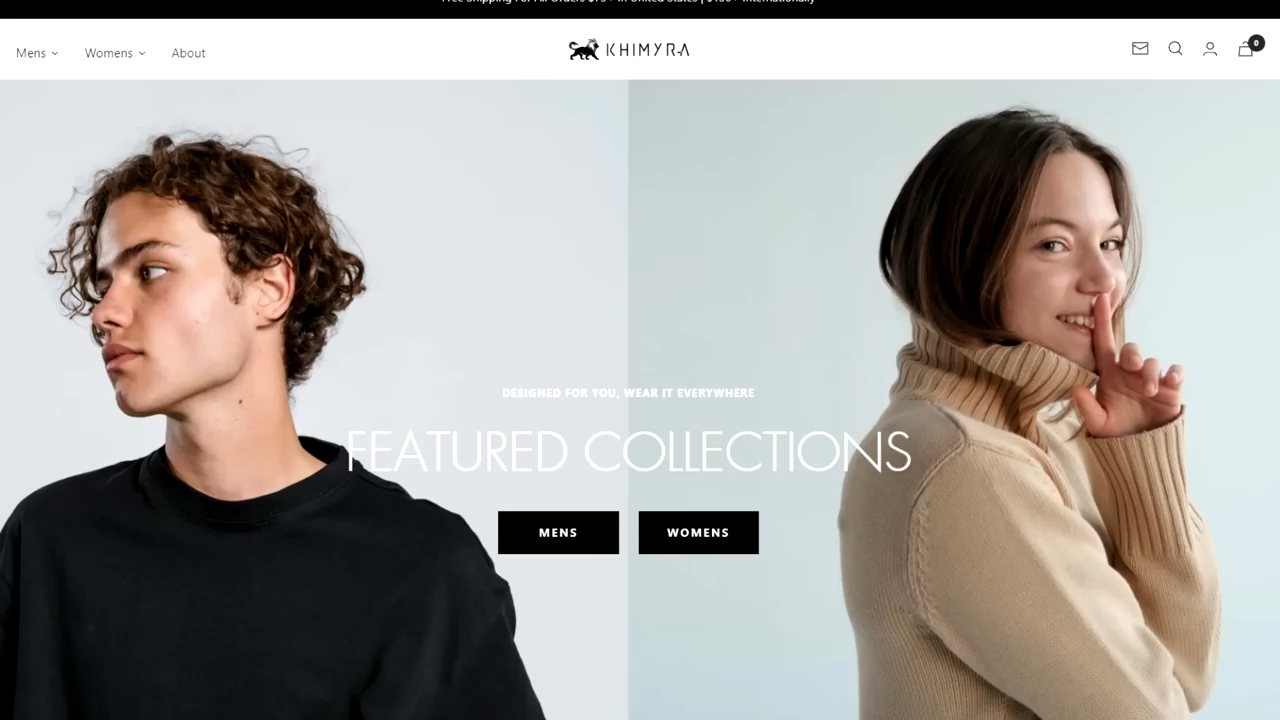 Free Shipping For All Orders $75+ in United States | $150+ Internationally
Mens
Womens
About
KHIMYRA
0
DESIGNED FOR YOU, WEAR IT EVERYWHERE
FEATURED COLLECTIONS
MENS
WOMENS